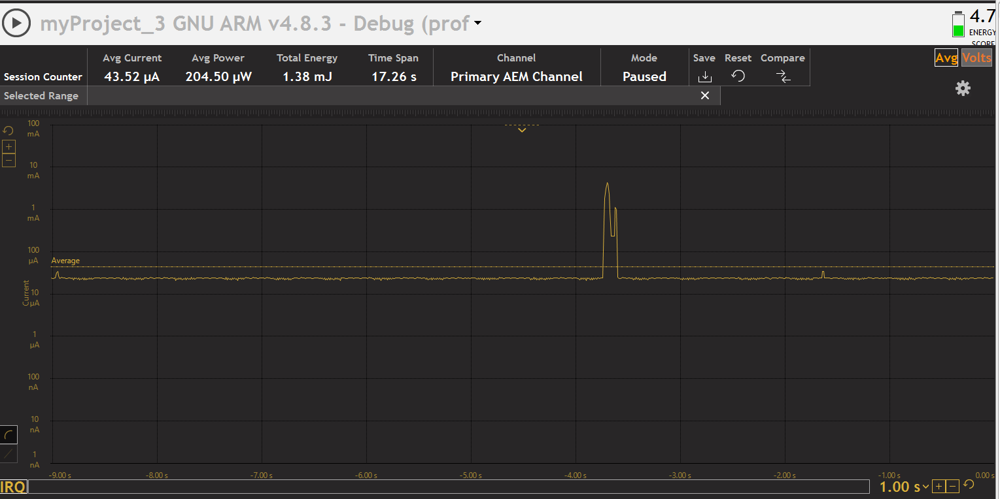 myProject_3 GNU ARM v4.8.3 - Debug (prof
4.7
ENERGY
SCORE
Avg Current Avg Power Total Energy Time Span Channel Mode Save Reset Compare
Avg Volts
Session Counter 43.52 µA 204.50 µW 1.38 mJ 17.26 s Primary AEM Channel Paused
Selected Range
100
mA
10
mA
1
mA
100
µA
Average
Current
10
µA
1
µA
100
nA
10
nA
1
nA
-9.00 s -8.00 s -7.00 s -6.00 s -5.00 s -4.00 s -3.00 s -2.00 s -1.00 s 0.00 s
IRQ 1.00 s